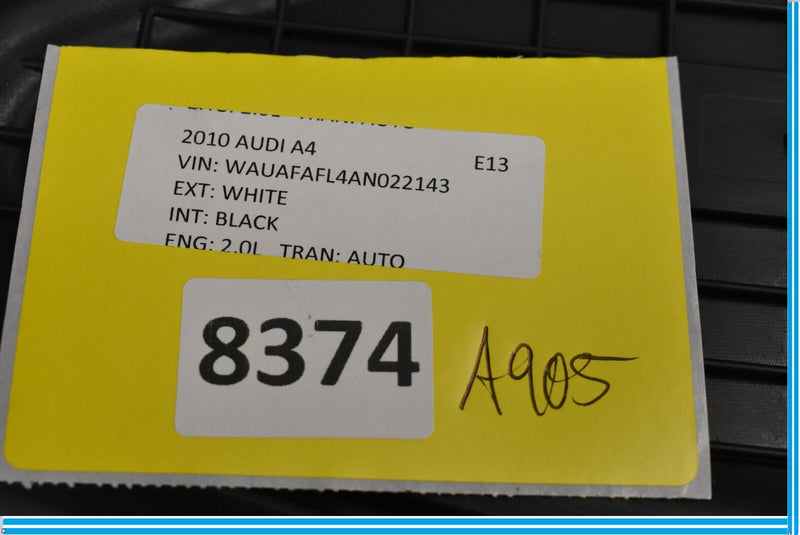 2010 AUDI A4 E13
VIN: WAUAFAFL4AN022143
EXT: WHITE
INT: BLACK
ENG: 2.0L TRAN: AUTO
8374
A905